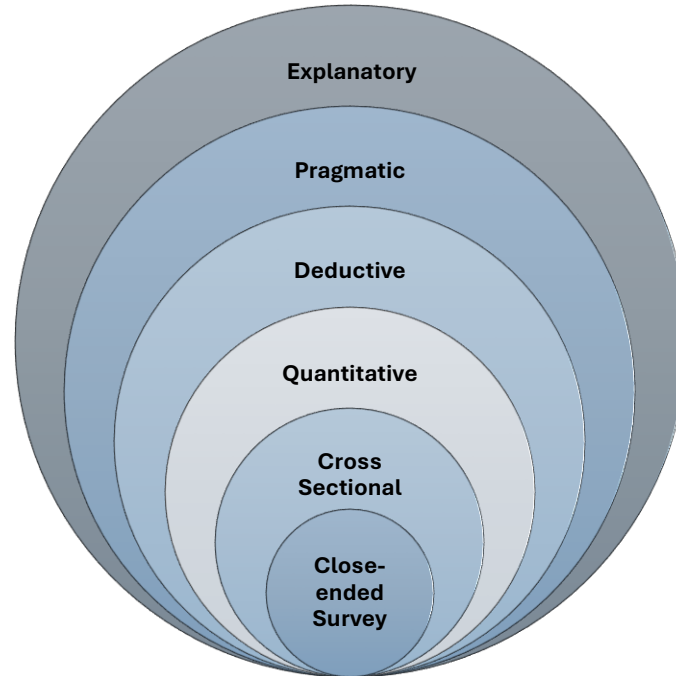 Explanatory
Pragmatic
Deductive
Quantitative
Cross
Sectional
Close-
ended
Survey